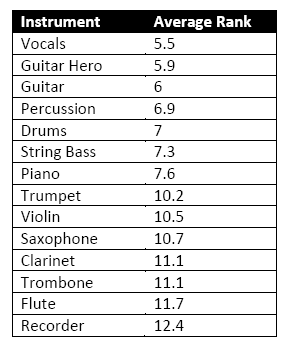 Instrument Average Rank
Vocals 5.5
Guitar Hero 5.9
Guitar 6
Percussion 6.9
Drums 7
String Bass 7.3
Piano 7.6
Trumpet 10.2
Violin 10.5
Saxophone 10.7
Clarinet 11.1
Trombone 11.1
Flute 11.7
Recorder 12.4